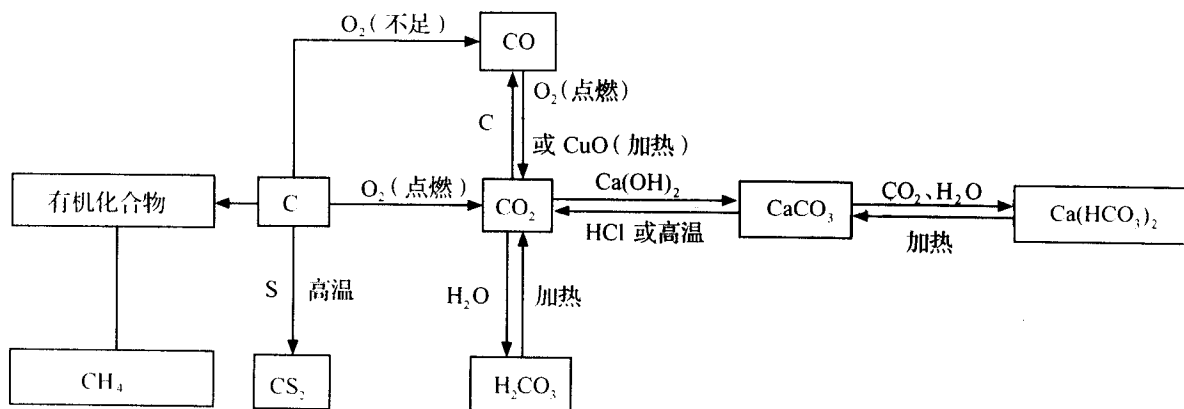 O₂(不足)
CO
O₂(点燃)
C
或 CuO(加热)
有机化合物
C
O₂(点燃)
CO₂
Ca(OH)₂
HCl 或高温
CaCO₃
CO₂、H₂O
加热
Ca(HCO₃)₂
S 高温
H₂O
加热
CH₄
CS₂
H₂CO₃